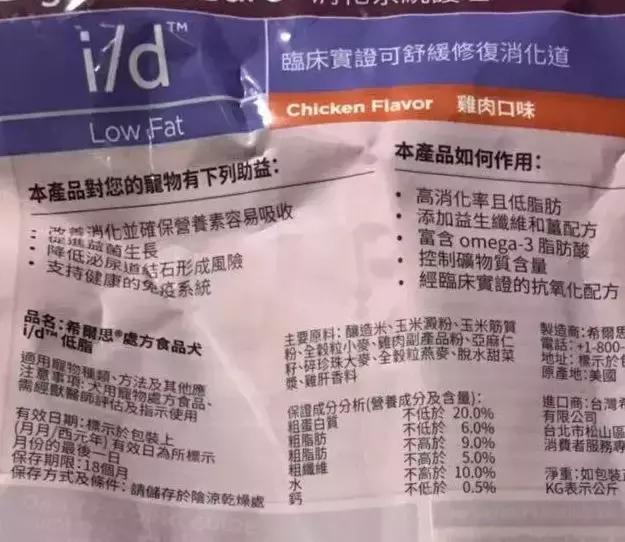 i/d™
Low Fat
臨床實證可舒緩修復消化道
Chicken Flavor 雞肉口味
本產品對您的寵物有下列助益：
• 改善消化並確保營養素容易吸收
• 促進益菌生長
• 降低泌尿道結石形成風險
• 支持健康的免疫系統
本產品如何作用：
• 高消化率且低脂肪
• 添加益生纖維和薑配方
• 富含 omega-3 脂肪酸
• 控制礦物質含量
• 經臨床實證的抗氧化配方
品名：希爾思®處方食品犬
i/d™ 低脂
適用寵物種類、方法及其他應
注意事項：犬用寵物處方食品、
需經獸醫師評估及指示使用
有效日期：標示於包裝上
(月月/西元年) 有效日為所標示
月份的最後一日
保存期限：18個月
保存方式及條件：請儲存於陰涼乾燥處
主要原料：釀造米、玉米澱粉、玉米筋質
粉、全穀粒小麥、雞肉副產品粉、亞麻仁
籽、碎珍珠大麥、全穀粒燕麥、脫水甜菜
漿、雞肝香料
保證成分分析(營養成分及含量)：
粗蛋白質 不低於 20.0%
粗脂肪 不低於 6.0%
粗脂肪 不高於 9.0%
粗纖維 不高於 5.0%
水 不高於 10.0%
鈣 不低於 0.5%
製造商：希爾思
電話：+1-800-
地址：標示於包
原產地：美國
進口商：台灣希
有限公司
台北市松山區
消費者服務專
淨重：如包裝正
KG表示公斤